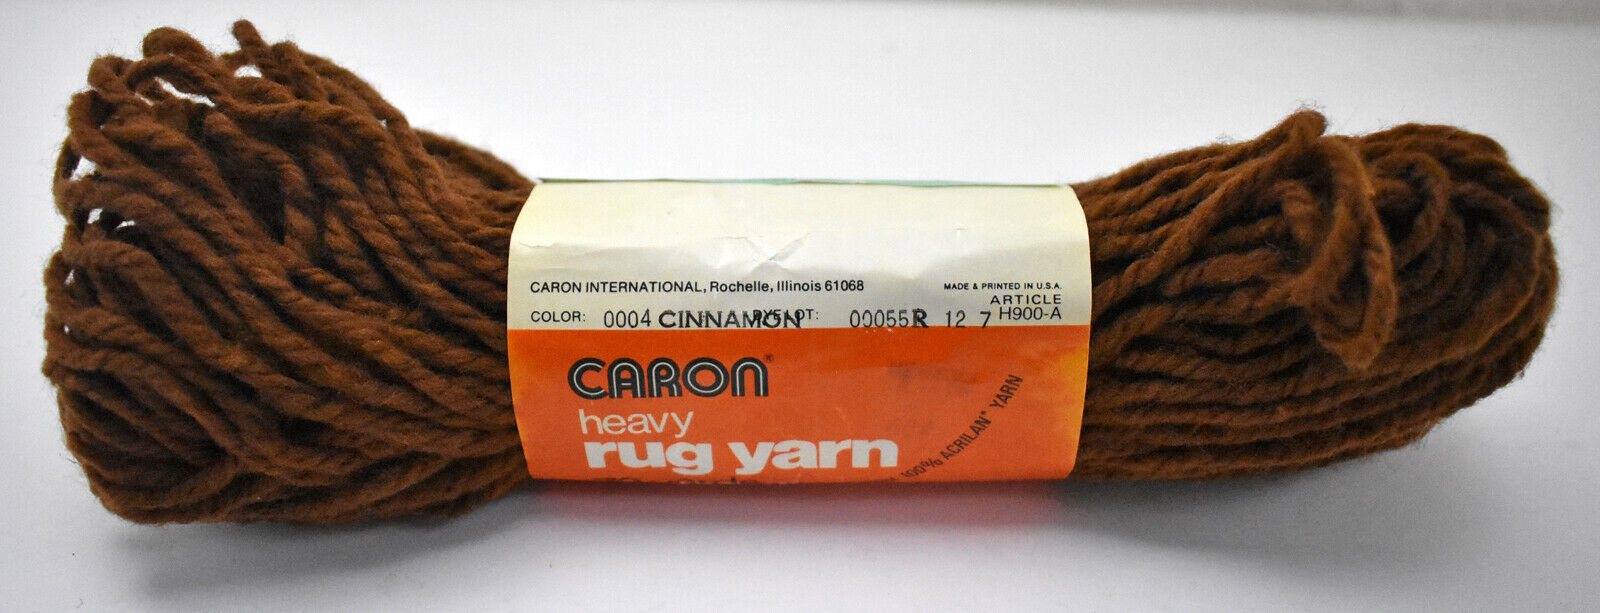 CARON INTERNATIONAL, Rochelle, Illinois 61068
MADE & PRINTED IN U.S.A.
ARTICLE
COLOR: 0004 CINNAMON DYE LOT: 00055R 12 7 H900-A
CARON®
heavy
rug yarn
100% ACRILAN® YARN